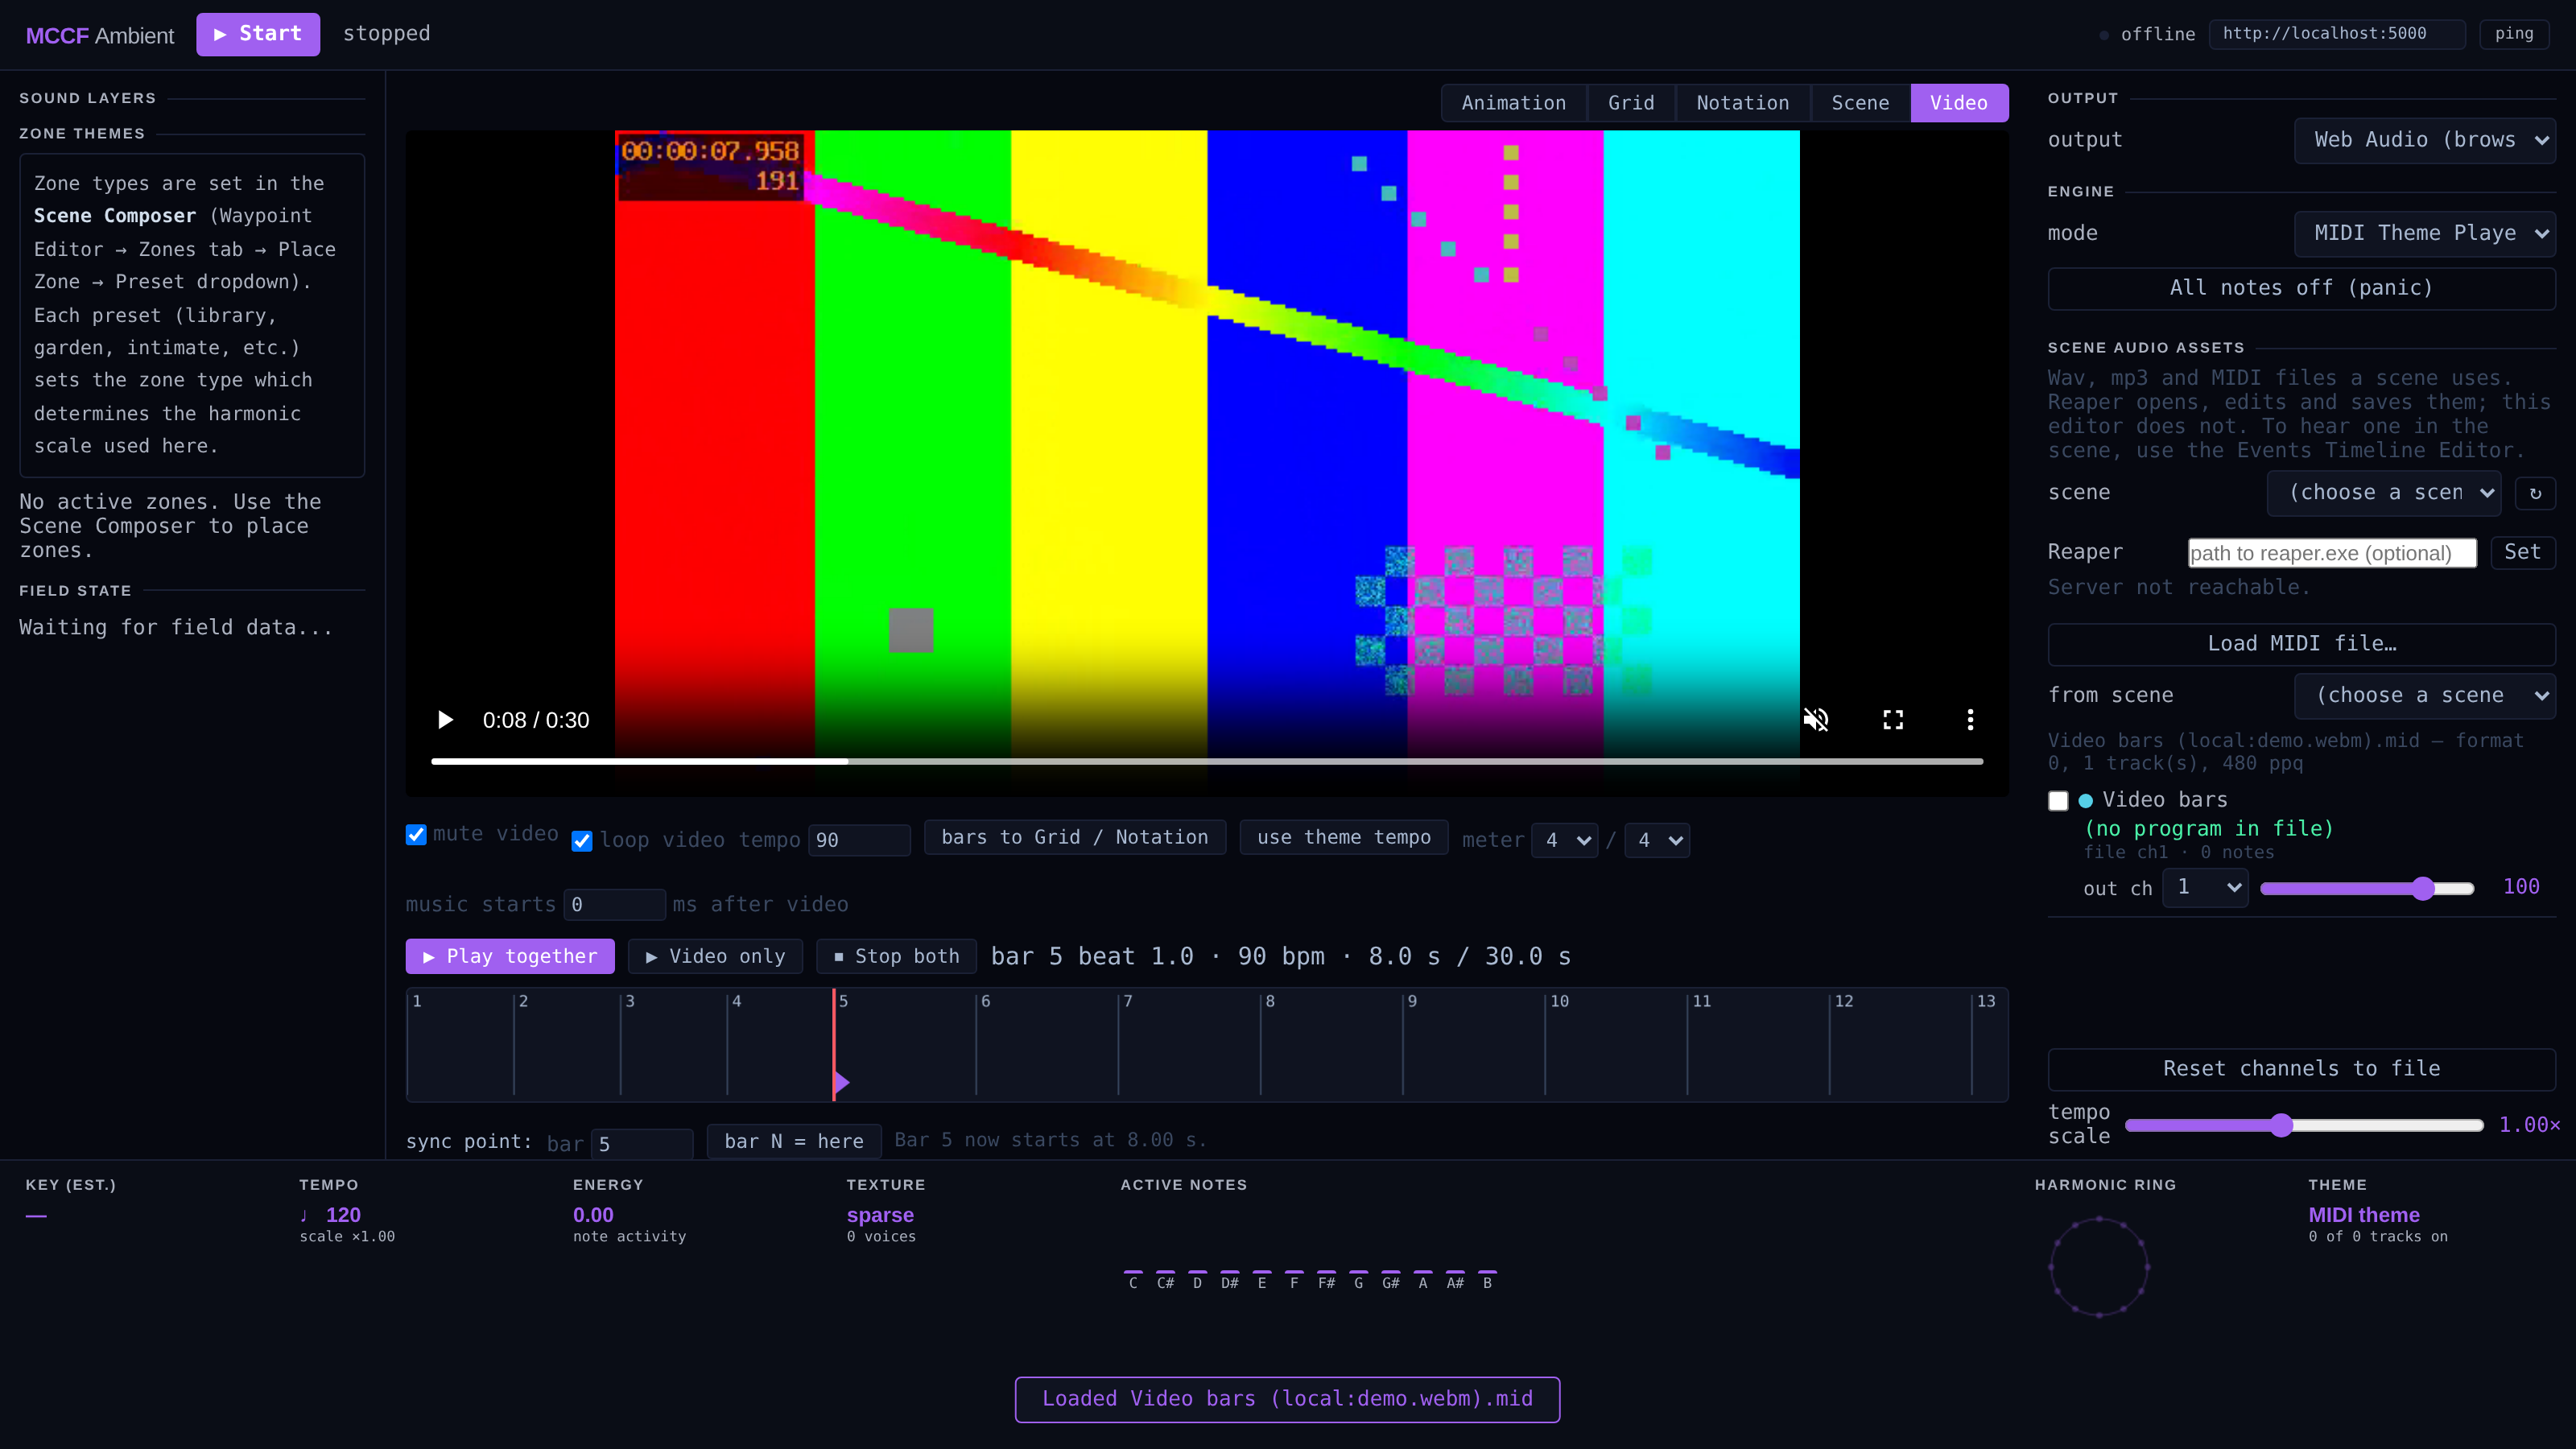 MCCF Ambient
▶ Start
stopped
offline
http://localhost:5000
ping
SOUND LAYERS
ZONE THEMES
Zone types are set in the
Scene Composer (Waypoint
Editor → Zones tab → Place
Zone → Preset dropdown).
Each preset (library,
garden, intimate, etc.)
sets the zone type which
determines the harmonic
scale used here.
No active zones. Use the
Scene Composer to place
zones.
FIELD STATE
Waiting for field data...
Animation
Grid
Notation
Scene
Video
00:00:07.958
191
0:08 / 0:30
mute video
loop video
tempo
90
bars to Grid / Notation
use theme tempo
meter
4
/
4
music starts
0
ms after video
▶ Play together
▶ Video only
■ Stop both
bar 5 beat 1.0 · 90 bpm · 8.0 s / 30.0 s
1
2
3
4
5
6
7
8
9
10
11
12
13
sync point:
bar
5
bar N = here
Bar 5 now starts at 8.00 s.
OUTPUT
output
Web Audio (brows
ENGINE
mode
MIDI Theme Playe
All notes off (panic)
SCENE AUDIO ASSETS
Wav, mp3 and MIDI files a scene uses.
Reaper opens, edits and saves them; this
editor does not. To hear one in the
scene, use the Events Timeline Editor.
scene
(choose a scen
↻
Reaper
path to reaper.exe (optional)
Set
Server not reachable.
Load MIDI file…
from scene
(choose a scene
Video bars (local:demo.webm).mid — format
0, 1 track(s), 480 ppq
Video bars
(no program in file)
file ch1 · 0 notes
out ch
1
100
Reset channels to file
tempo
scale
1.00×
KEY (EST.)
—
TEMPO
♩ 120
scale ×1.00
ENERGY
0.00
note activity
TEXTURE
sparse
0 voices
ACTIVE NOTES
C C# D D# E F F# G G# A A# B
HARMONIC RING
THEME
MIDI theme
0 of 0 tracks on
Loaded Video bars (local:demo.webm).mid